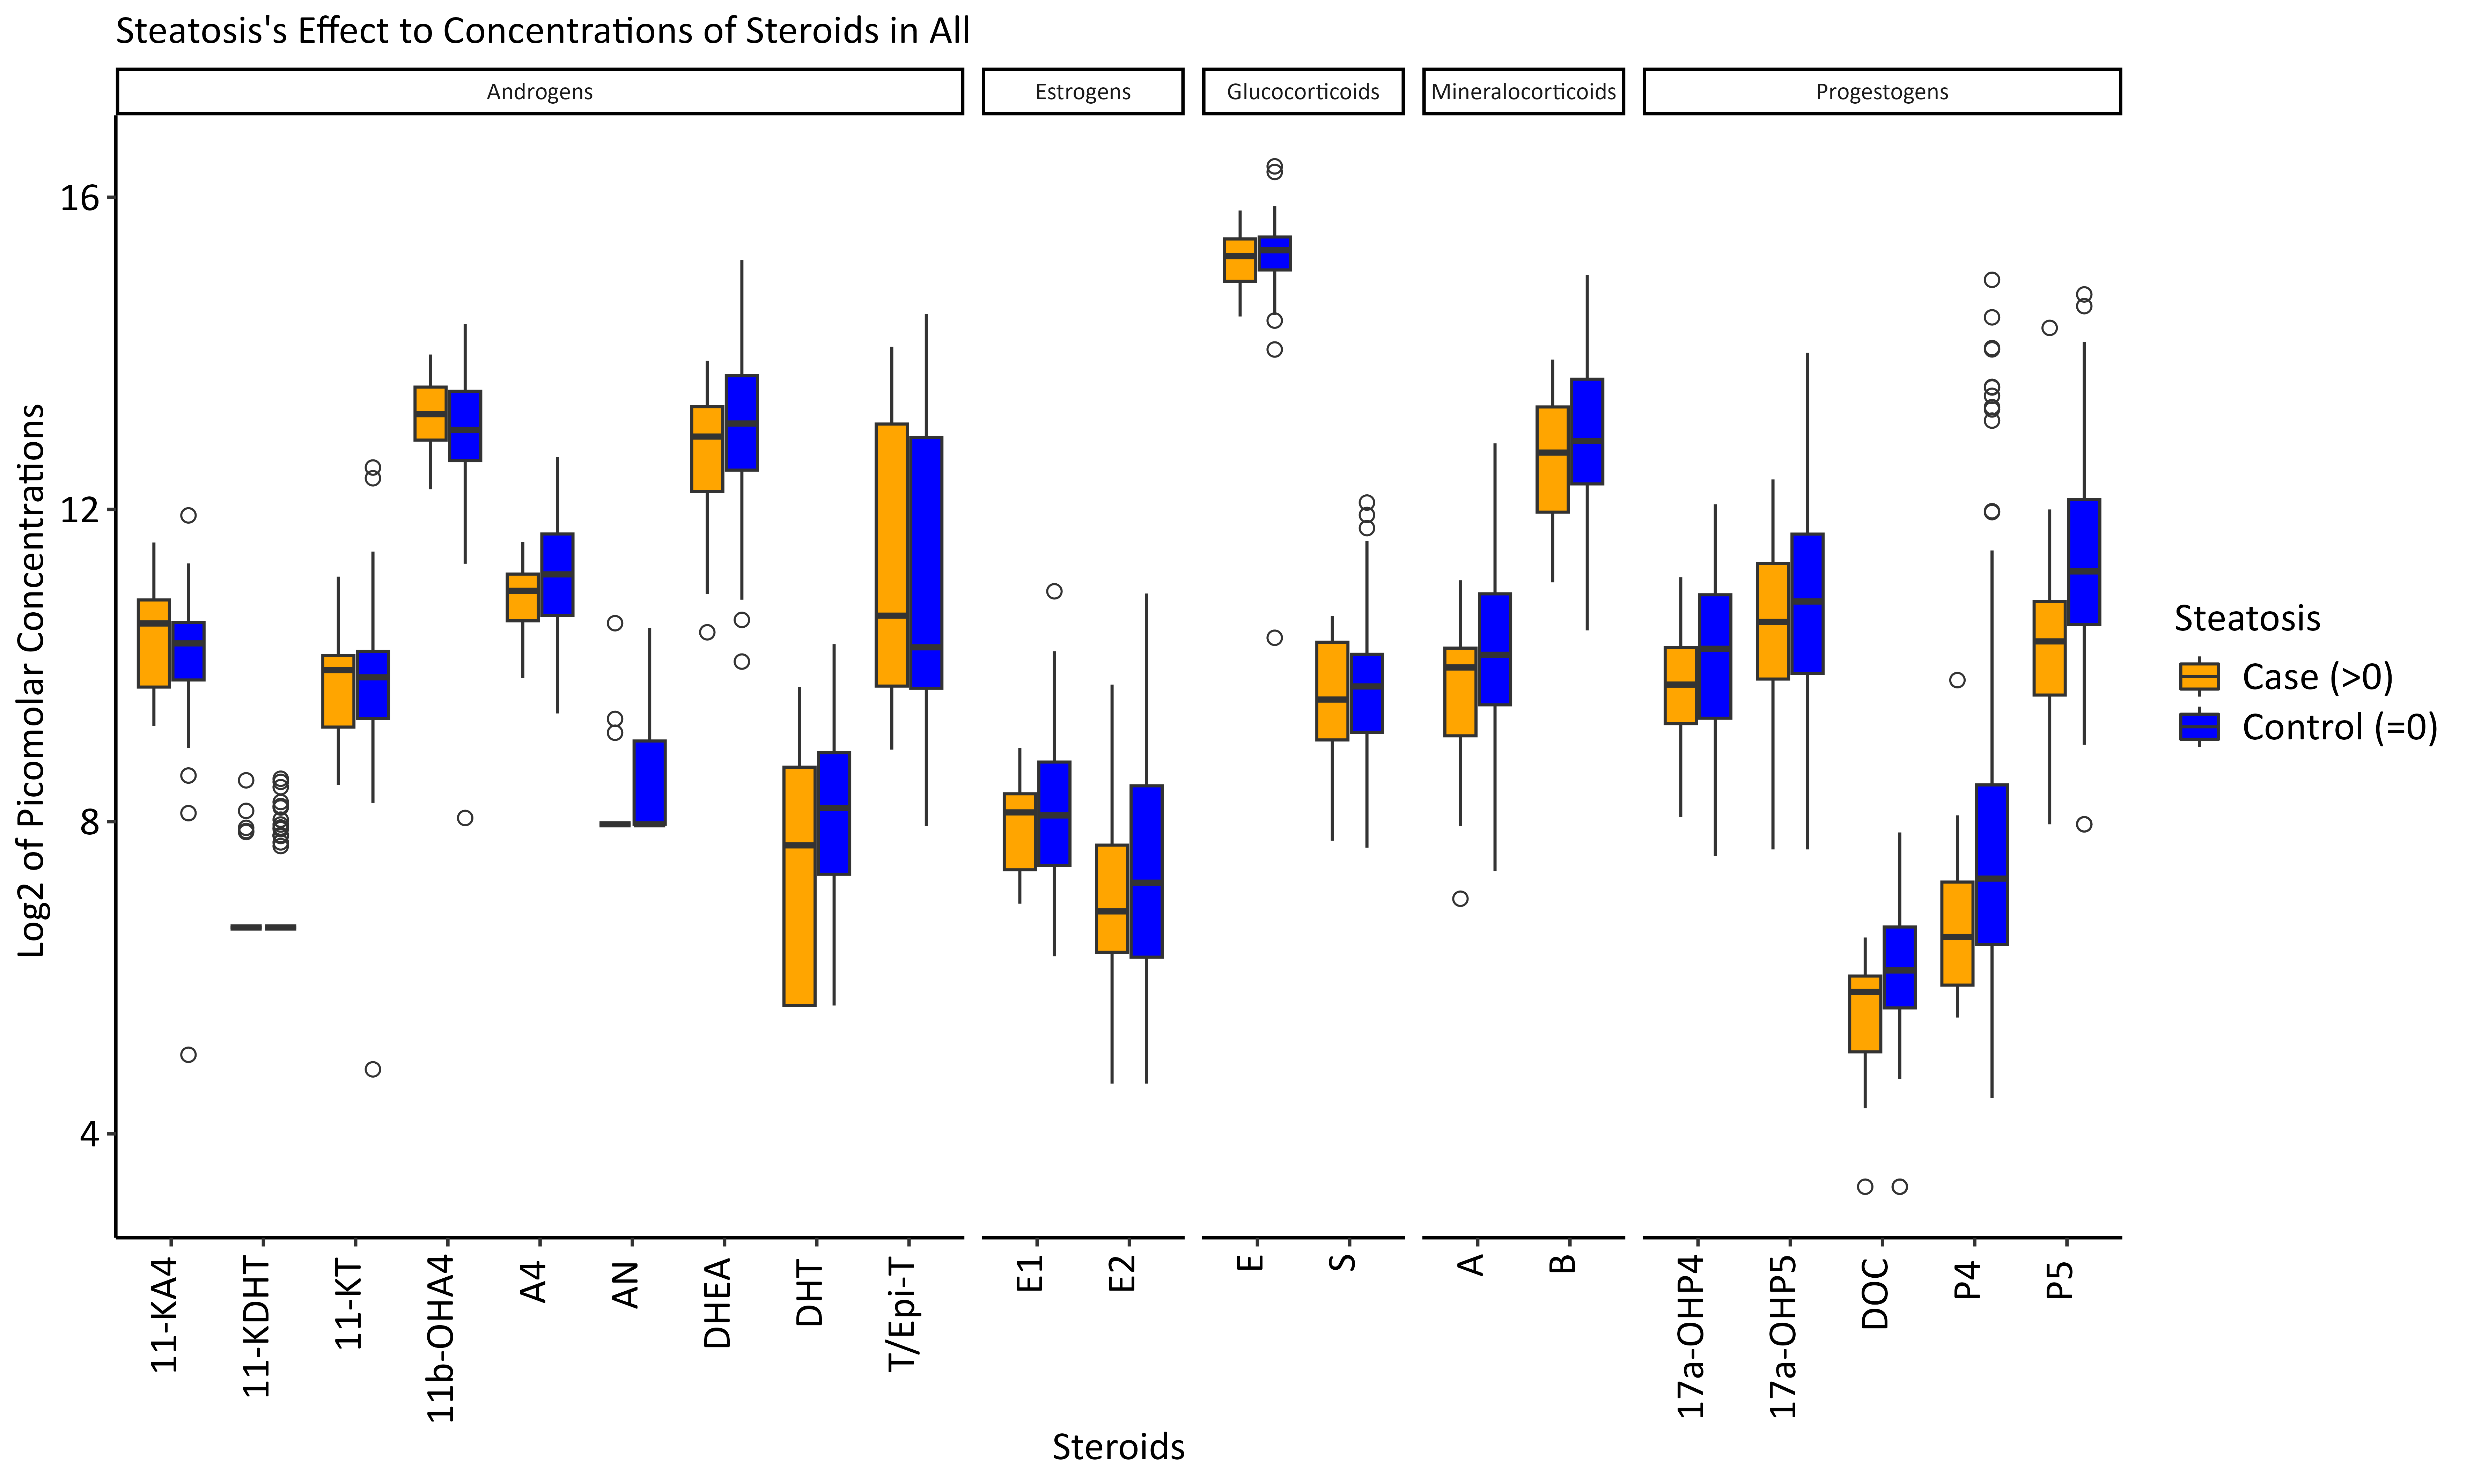 Steatosis's Effect to Concentrations of Steroids in All
Androgens
Estrogens
Glucocorticoids
Mineralocorticoids
Progestogens
Log2 of Picomolar Concentrations
16
12
8
4
11-KA4
11-KDHT
11-KT
11b-OHA4
A4
AN
DHEA
DHT
T/Epi-T
E1
E2
E
S
A
B
17a-OHP4
17a-OHP5
DOC
P4
P5
Steroids
Steatosis
Case (>0)
Control (=0)